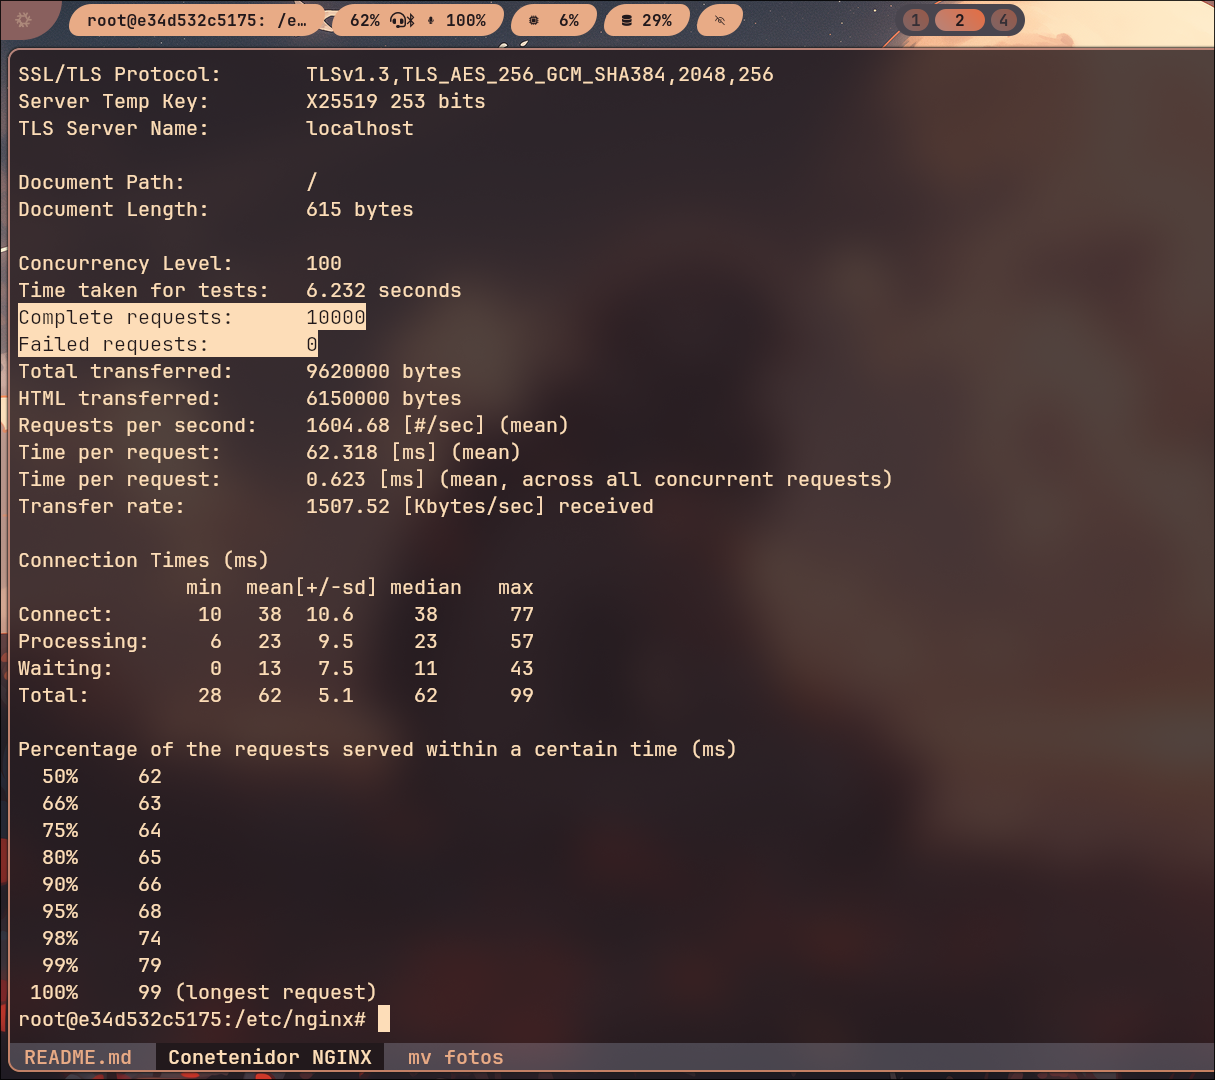 root@e34d532c5175: /e… 62% 100% 6% 29% 1 2 4
SSL/TLS Protocol: TLSv1.3,TLS_AES_256_GCM_SHA384,2048,256
Server Temp Key: X25519 253 bits
TLS Server Name: localhost
Document Path: /
Document Length: 615 bytes
Concurrency Level: 100
Time taken for tests: 6.232 seconds
Complete requests: 10000
Failed requests: 0
Total transferred: 9620000 bytes
HTML transferred: 6150000 bytes
Requests per second: 1604.68 [#/sec] (mean)
Time per request: 62.318 [ms] (mean)
Time per request: 0.623 [ms] (mean, across all concurrent requests)
Transfer rate: 1507.52 [Kbytes/sec] received
Connection Times (ms)
min mean[+/-sd] median max
Connect: 10 38 10.6 38 77
Processing: 6 23 9.5 23 57
Waiting: 0 13 7.5 11 43
Total: 28 62 5.1 62 99
Percentage of the requests served within a certain time (ms)
50% 62
66% 63
75% 64
80% 65
90% 66
95% 68
98% 74
99% 79
100% 99 (longest request)
root@e34d532c5175:/etc/nginx#
README.md Conetenidor NGINX mv fotos